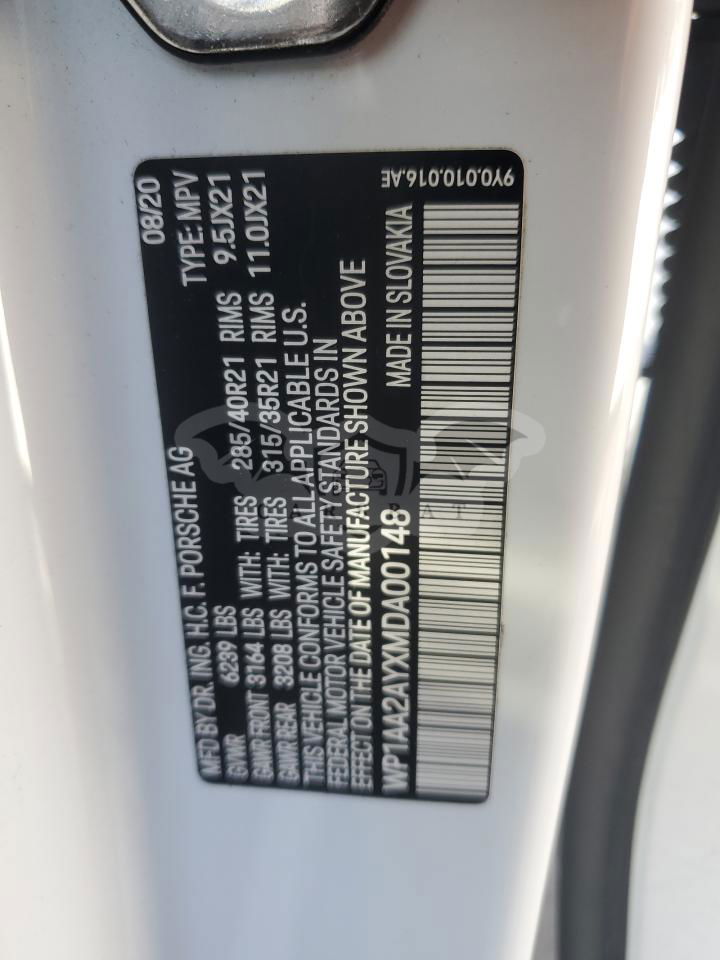 08/20
MFD BY DR. ING. H.C. F. PORSCHE AG TYPE: MPV
GVWR 6239 LBS
GAWR FRONT 3164 LBS WITH: TIRES 285/40R21 RIMS 9.5JX21
GAWR REAR 3208 LBS WITH: TIRES 315/35R21 RIMS 11.0JX21
THIS VEHICLE CONFORMS TO ALL APPLICABLE U.S.
FEDERAL MOTOR VEHICLE SAFETY STANDARDS IN
EFFECT ON THE DATE OF MANUFACTURE SHOWN ABOVE
9Y0.010.016.AE
WP1AA2AYXMDA00148 MADE IN SLOVAKIA